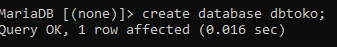 MariaDB [(none)]> create database dbtoko;
Query OK, 1 row affected (0.016 sec)